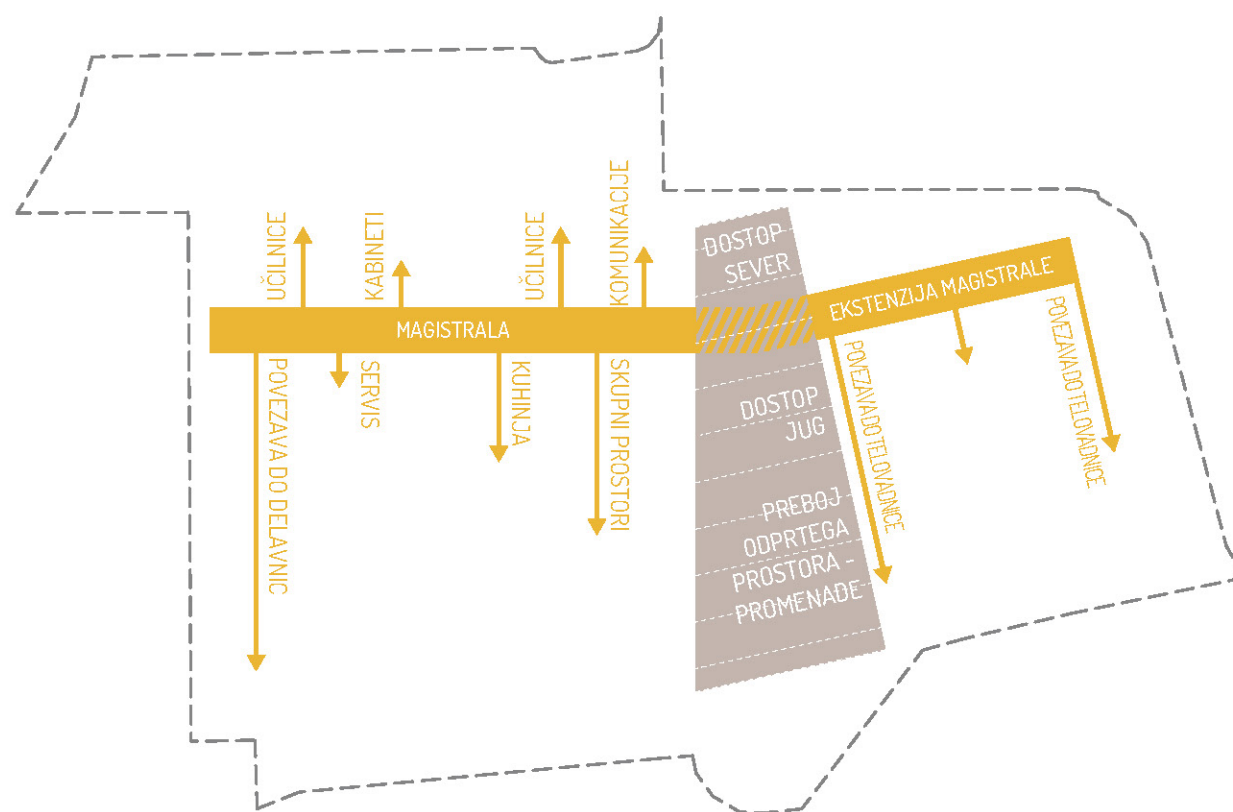 UČILNICE
KABINETI
UČILNICE
KOMUNIKACIJE
DOSTOP
SEVER
MAGISTRALA
EKSTENZIJA MAGISTRALE
POVEZAVA DO DELAVNIC
SERVIS
KUHINJA
SKUPNI PROSTORI
DOSTOP
JUG
POVEZAVA DO TELOVADNICE
POVEZAVA DO TELOVADNICE
PREBOJ
ODPRTEGA
PROSTORA -
PROMENADE